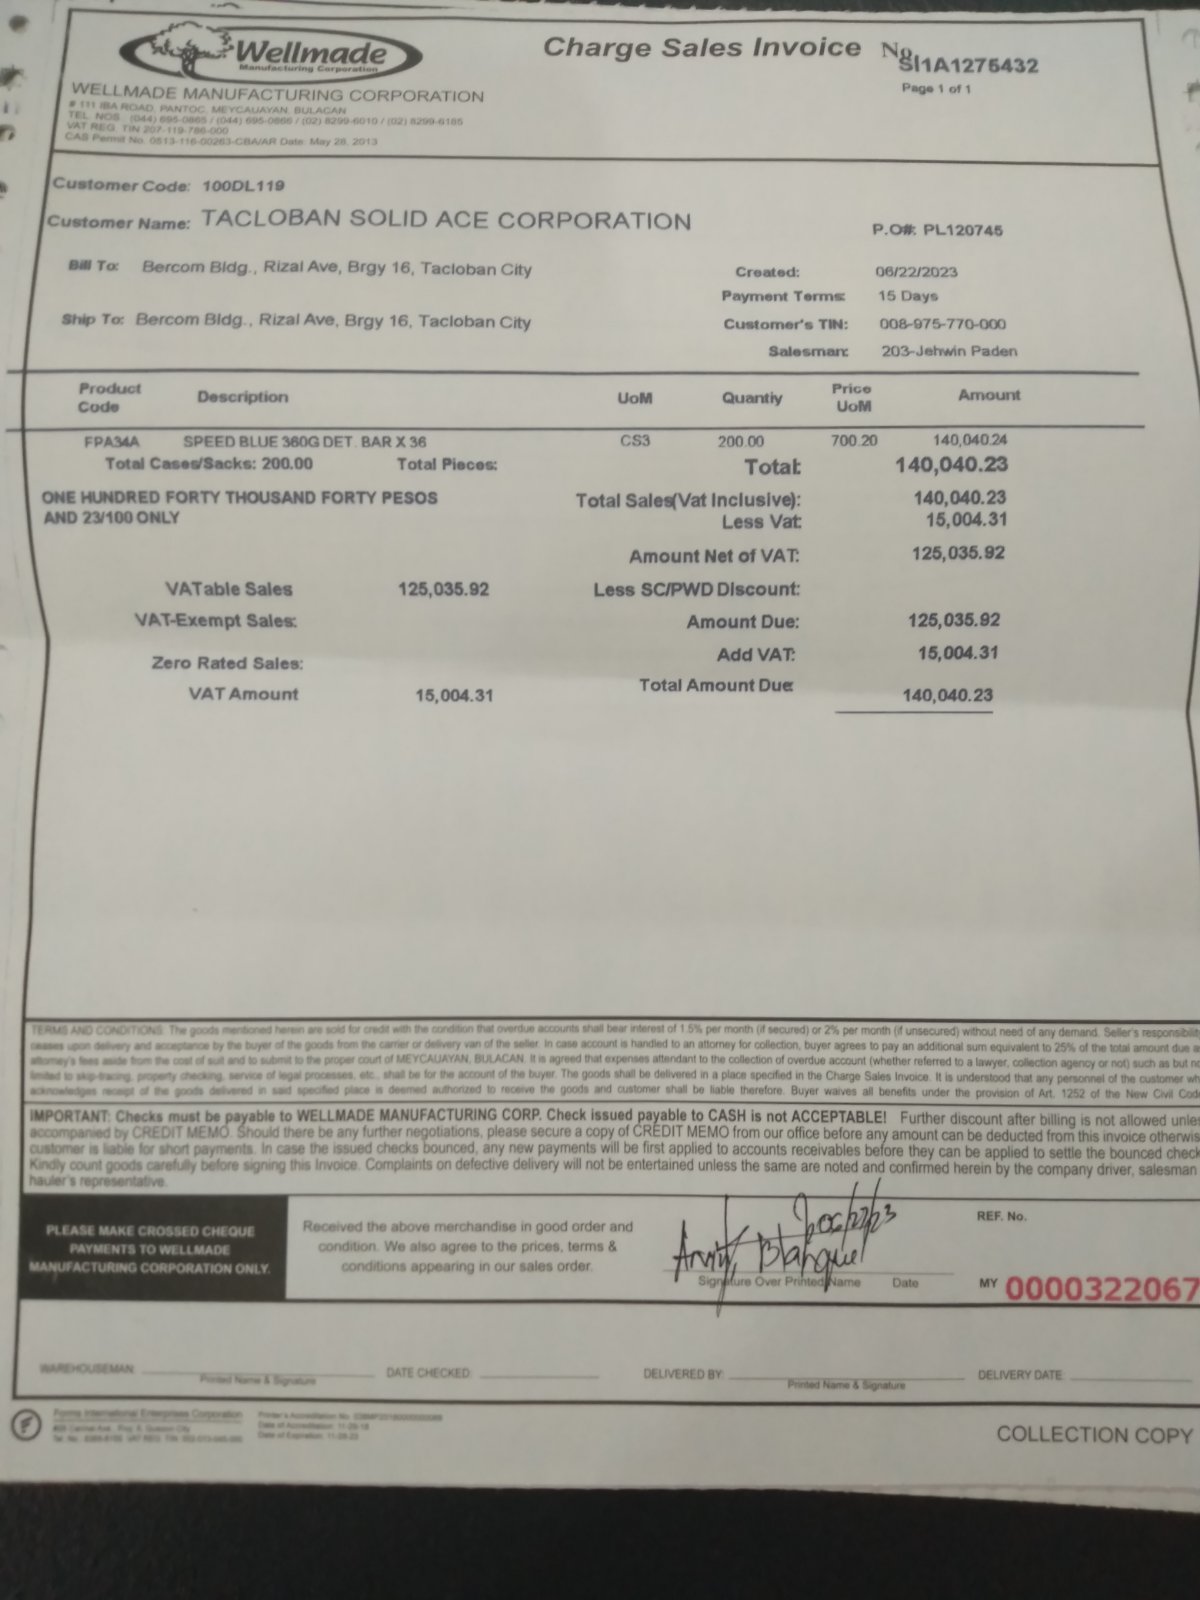 Wellmade
Manufacturing Corporation
Charge Sales Invoice No. SI1A1275432
Page 1 of 1
WELLMADE MANUFACTURING CORPORATION
# 111 IBA ROAD, PANTOC, MEYCAUAYAN, BULACAN
TEL. NOS. (044) 695-0865 / (044) 695-0866 / (02) 8299-6010 / (02) 8299-6185
VAT REG. TIN 207-119-786-000
CAS Permit No. 0513-116-00263-CBA/AR Date: May 28, 2013
Customer Code: 100DL119
Customer Name: TACLOBAN SOLID ACE CORPORATION
P.O#: PL120745
Bill To: Bercom Bldg., Rizal Ave, Brgy 16, Tacloban City
Created: 06/22/2023
Payment Terms: 15 Days
Ship To: Bercom Bldg., Rizal Ave, Brgy 16, Tacloban City
Customer's TIN: 008-975-770-000
Salesman: 203-Jehwin Paden
Product Code Description UoM Quantiy Price UoM Amount
FPA34A SPEED BLUE 360G DET. BAR X 36 CS3 200.00 700.20 140,040.24
Total Cases/Sacks: 200.00 Total Pieces: Total: 140,040.23
ONE HUNDRED FORTY THOUSAND FORTY PESOS
AND 23/100 ONLY
Total Sales(Vat Inclusive): 140,040.23
Less Vat: 15,004.31
Amount Net of VAT: 125,035.92
VATable Sales 125,035.92 Less SC/PWD Discount:
VAT-Exempt Sales: Amount Due: 125,035.92
Zero Rated Sales: Add VAT: 15,004.31
VAT Amount 15,004.31 Total Amount Due: 140,040.23
TERMS AND CONDITIONS: The goods mentioned herein are sold for credit with the condition that overdue accounts shall bear interest of 1.5% per month (if secured) or 2% per month (if unsecured) without need of any demand. Seller's responsibility
ceases upon delivery and acceptance by the buyer of the goods from the carrier or delivery van of the seller. In case account is handled to an attorney for collection, buyer agrees to pay an additional sum equivalent to 25% of the total amount due as
attorney's fees aside from the cost of suit and to submit to the proper court of MEYCAUAYAN, BULACAN. It is agreed that expenses attendant to the collection of overdue account (whether referred to a lawyer, collection agency or not) such as but no
limited to skip-tracing, property checking, service of legal processes, etc., shall be for the account of the buyer. The goods shall be delivered in a place specified in the Charge Sales Invoice. It is understood that any personnel of the customer wh
acknowledges receipt of the goods delivered in said specified place is deemed authorized to receive the goods and customer shall be liable therefore. Buyer waives all benefits under the provision of Art. 1252 of the New Civil Code
IMPORTANT: Checks must be payable to WELLMADE MANUFACTURING CORP. Check issued payable to CASH is not ACCEPTABLE! Further discount after billing is not allowed unles
accompanied by CREDIT MEMO. Should there be any further negotiations, please secure a copy of CREDIT MEMO from our office before any amount can be deducted from this invoice otherwis
customer is liable for short payments. In case the issued checks bounced, any new payments will be first applied to accounts receivables before they can be applied to settle the bounced check
Kindly count goods carefully before signing this Invoice. Complaints on defective delivery will not be entertained unless the same are noted and confirmed herein by the company driver, salesman
hauler's representative.
PLEASE MAKE CROSSED CHEQUE
PAYMENTS TO WELLMADE
MANUFACTURING CORPORATION ONLY.
Received the above merchandise in good order and
condition. We also agree to the prices, terms &
conditions appearing in our sales order.
Signature Over Printed Name Date
REF. No.
MY 0000322067
WAREHOUSEMAN: DATE CHECKED: DELIVERED BY: DELIVERY DATE:
Printed Name & Signature Printed Name & Signature
Forms International Enterprises Corporation
Date of Accreditation: 11-28-18
Date of Expiration: 11-28-23
COLLECTION COPY